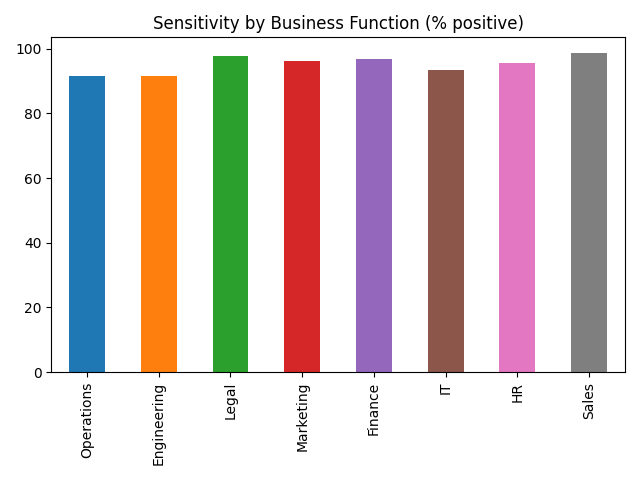 Sensitivity by Business Function (% positive)
100
80
60
40
20
0
Operations
Engineering
Legal
Marketing
Finance
IT
HR
Sales